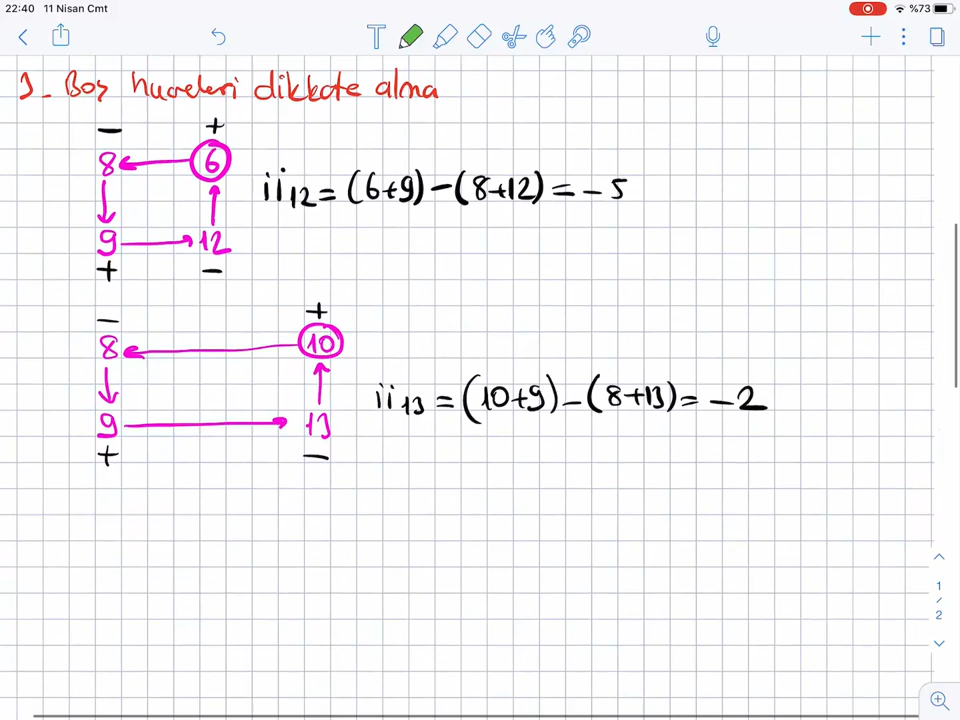 22:40 11 Nisan Cmt %73
1- Boş hücreleri dikkate alma
- +
8 6
ii12 = (6+9) - (8+12) = -5
9 12
+ -
- +
8 10
ii13 = (10+9) - (8+13) = -2
9 13
+ -
1
/
2